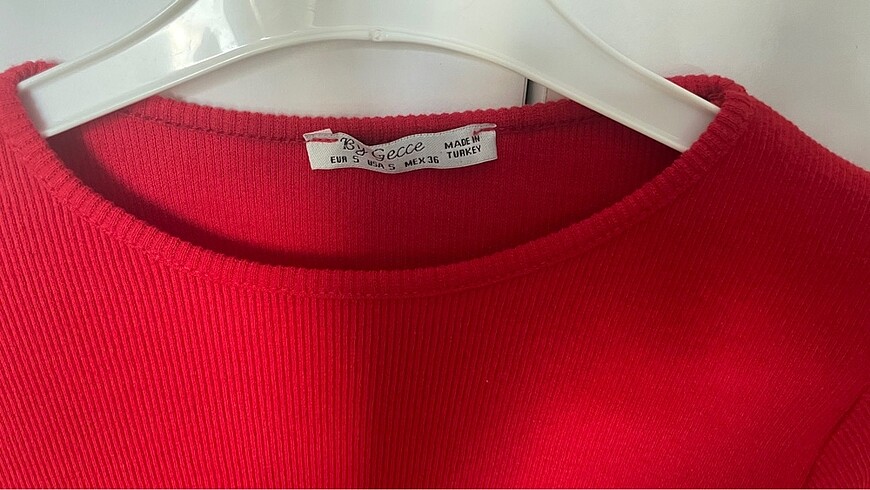 By Gecce
EUR S USA S MEX 36
MADE IN
TURKEY